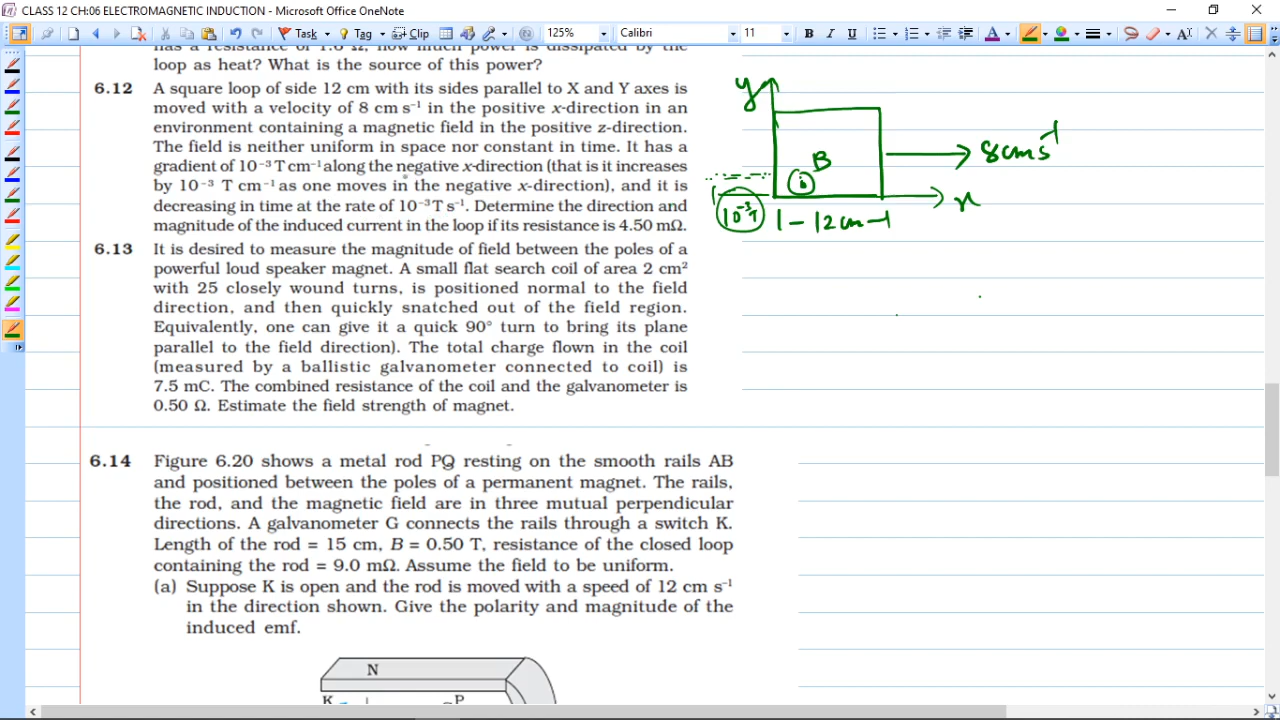 CLASS 12 CH:06 ELECTROMAGNETIC INDUCTION - Microsoft Office OneNote
Task Tag Clip 125% Calibri 11 B I U A
has a resistance of 1.6 Ω, how much power is dissipated by the
loop as heat? What is the source of this power?
6.12 A square loop of side 12 cm with its sides parallel to X and Y axes is
moved with a velocity of 8 cm s⁻¹ in the positive x-direction in an
environment containing a magnetic field in the positive z-direction.
The field is neither uniform in space nor constant in time. It has a
gradient of 10⁻³ T cm⁻¹ along the negative x-direction (that is it increases
by 10⁻³ T cm⁻¹ as one moves in the negative x-direction), and it is
decreasing in time at the rate of 10⁻³ T s⁻¹. Determine the direction and
magnitude of the induced current in the loop if its resistance is 4.50 mΩ.
y
B
8 cm s⁻¹
x
10⁻³T
12 cm
6.13 It is desired to measure the magnitude of field between the poles of a
powerful loud speaker magnet. A small flat search coil of area 2 cm²
with 25 closely wound turns, is positioned normal to the field
direction, and then quickly snatched out of the field region.
Equivalently, one can give it a quick 90° turn to bring its plane
parallel to the field direction). The total charge flown in the coil
(measured by a ballistic galvanometer connected to coil) is
7.5 mC. The combined resistance of the coil and the galvanometer is
0.50 Ω. Estimate the field strength of magnet.
6.14 Figure 6.20 shows a metal rod PQ resting on the smooth rails AB
and positioned between the poles of a permanent magnet. The rails,
the rod, and the magnetic field are in three mutual perpendicular
directions. A galvanometer G connects the rails through a switch K.
Length of the rod = 15 cm, B = 0.50 T, resistance of the closed loop
containing the rod = 9.0 mΩ. Assume the field to be uniform.
(a) Suppose K is open and the rod is moved with a speed of 12 cm s⁻¹
in the direction shown. Give the polarity and magnitude of the
induced emf.
N
K P